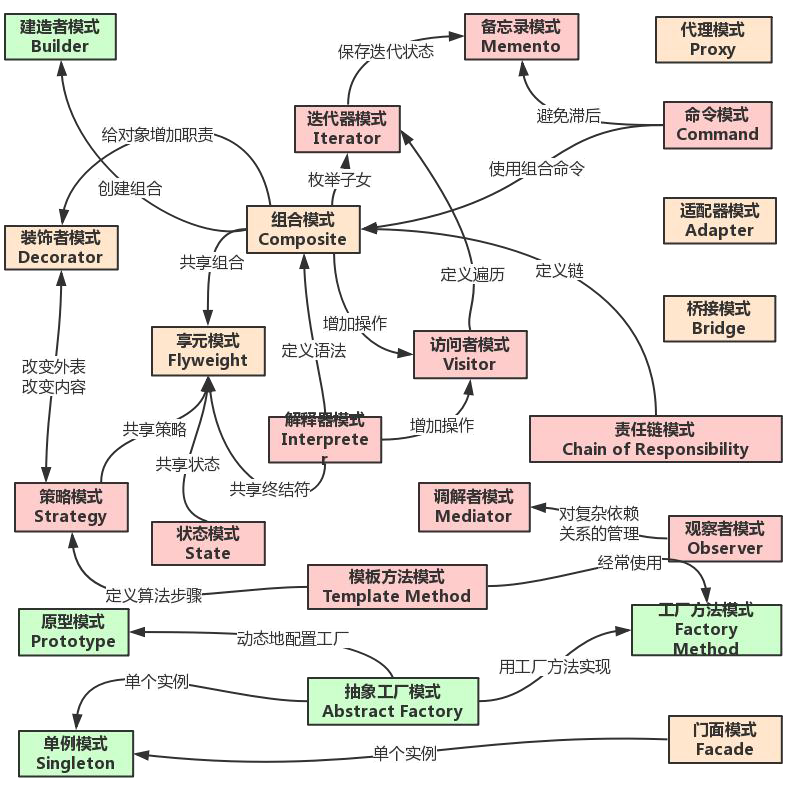 建造者模式
Builder
备忘录模式
Memento
代理模式
Proxy
保存迭代状态
迭代器模式
Iterator
避免滞后
命令模式
Command
给对象增加职责
枚举子女
使用组合命令
创建组合
组合模式
Composite
适配器模式
Adapter
装饰者模式
Decorator
共享组合
定义遍历
定义链
桥接模式
Bridge
享元模式
Flyweight
增加操作
定义语法
访问者模式
Visitor
改变外表
改变内容
共享策略
解释器模式
Interprete
r
增加操作
责任链模式
Chain of Responsibility
共享状态
共享终结符
策略模式
Strategy
调解者模式
Mediator
对复杂依赖
关系的管理
观察者模式
Observer
状态模式
State
经常使用
模板方法模式
Template Method
定义算法步骤
原型模式
Prototype
动态地配置工厂
工厂方法模式
Factory
Method
用工厂方法实现
单个实例
抽象工厂模式
Abstract Factory
单例模式
Singleton
单个实例
门面模式
Facade